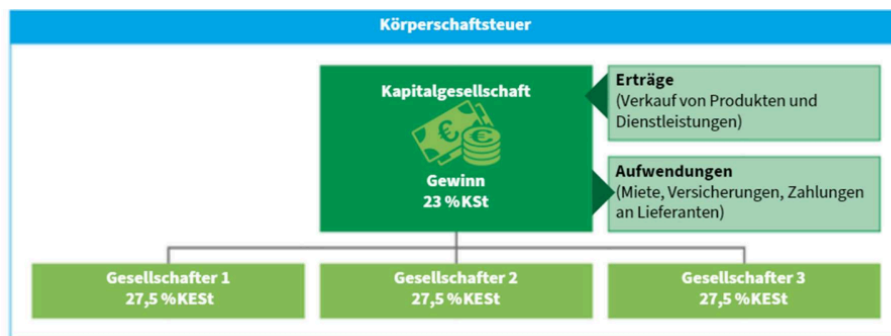 Körperschaftsteuer
Kapitalgesellschaft
Gewinn
23 % KSt
Erträge
(Verkauf von Produkten und
Dienstleistungen)
Aufwendungen
(Miete, Versicherungen, Zahlungen
an Lieferanten)
Gesellschafter 1
27,5 % KESt
Gesellschafter 2
27,5 % KESt
Gesellschafter 3
27,5 % KESt